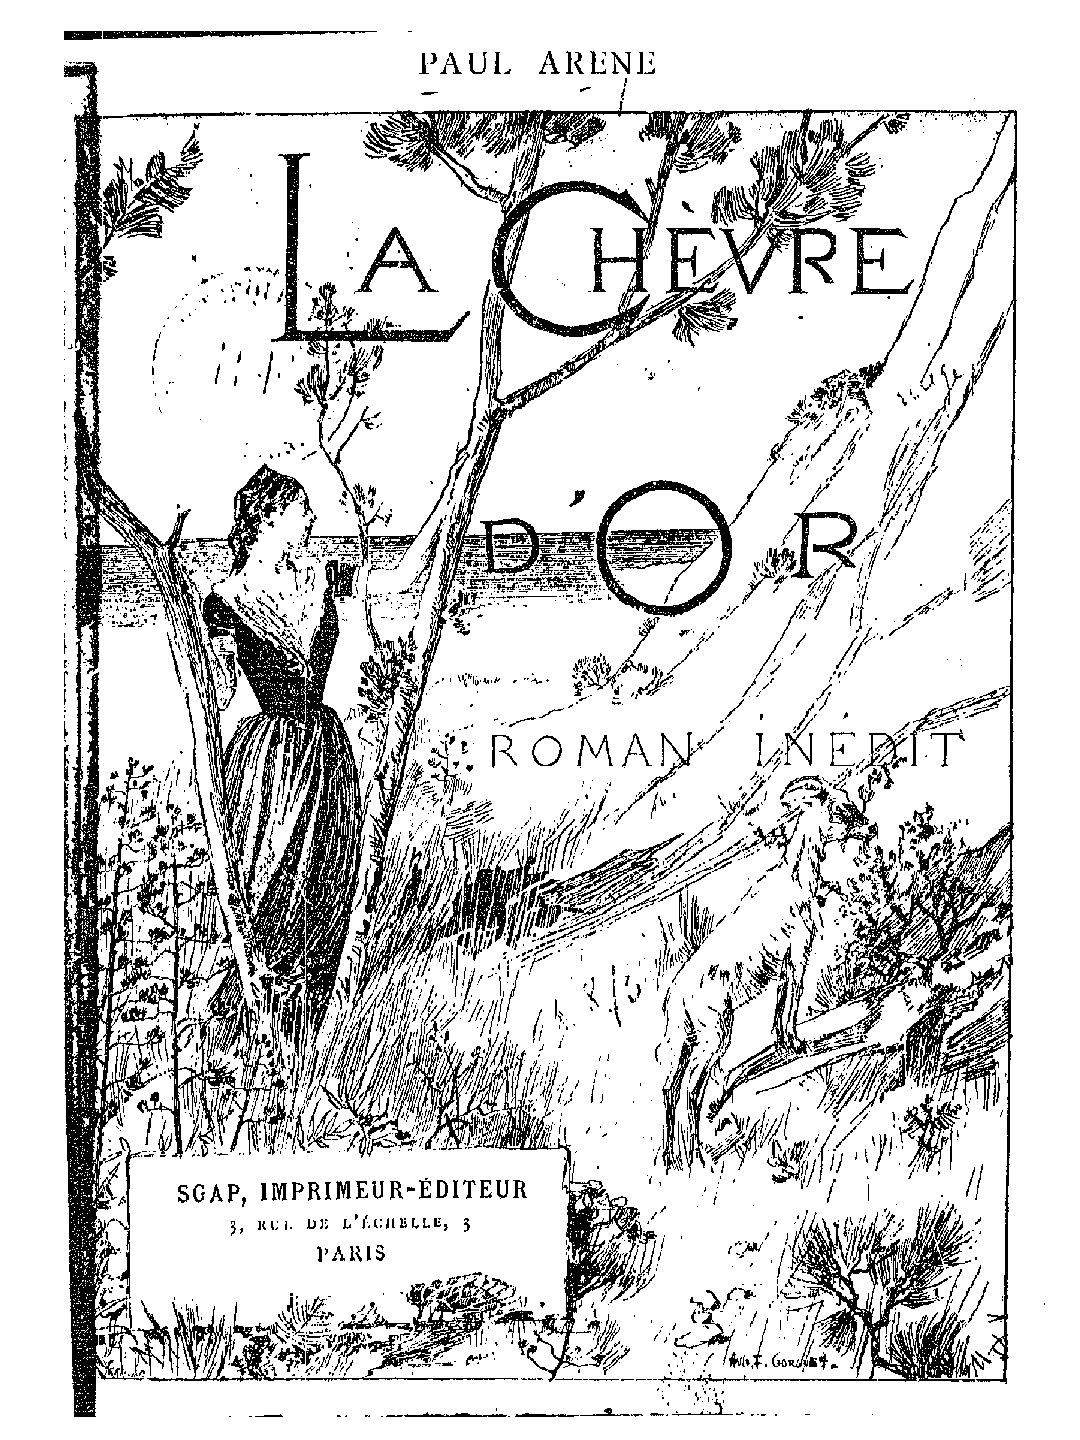 PAUL ARENE
LA CHÈVRE
D'OR
ROMAN INÉDIT
SGAP, IMPRIMEUR-ÉDITEUR
3, RUE DE L'ÉCHELLE, 3
PARIS